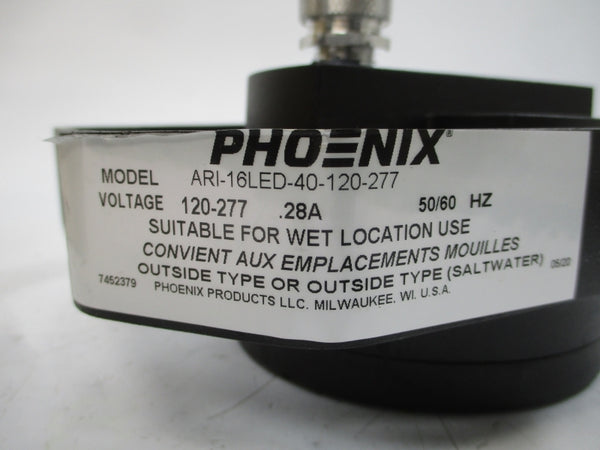 PHOENIX®
MODEL ARI-16LED-40-120-277
VOLTAGE 120-277 .28A 50/60 HZ
SUITABLE FOR WET LOCATION USE
CONVIENT AUX EMPLACEMENTS MOUILLES
OUTSIDE TYPE OR OUTSIDE TYPE (SALTWATER) 05/20
7452379 PHOENIX PRODUCTS LLC. MILWAUKEE, WI. U.S.A.